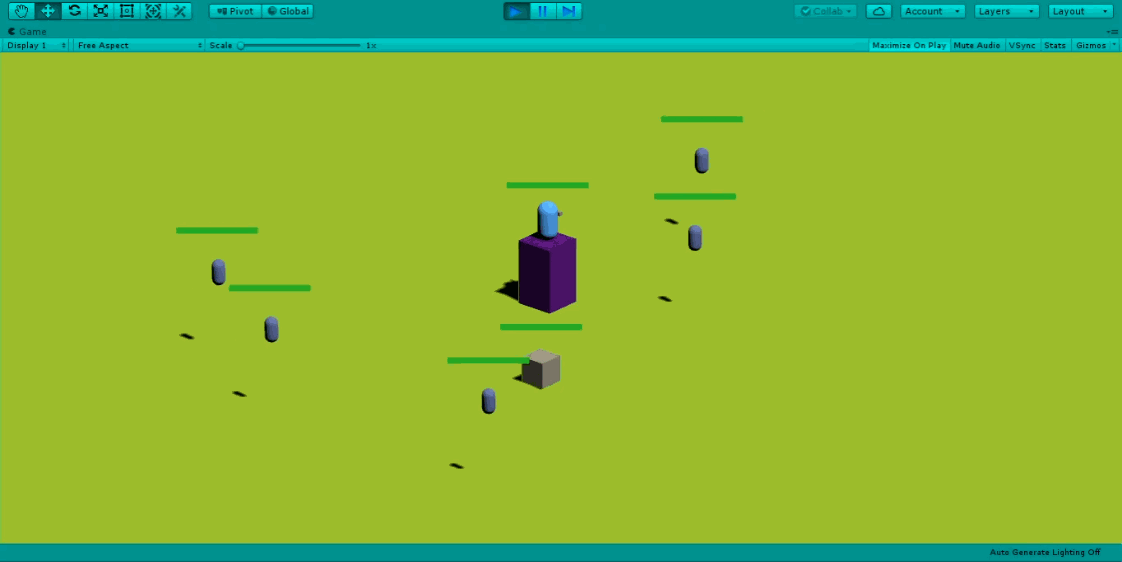 Pivot Global Collab Account Layers Layout
Game
Display 1 Free Aspect Scale 1x Maximize On Play Mute Audio VSync Stats Gizmos
Auto Generate Lighting Off